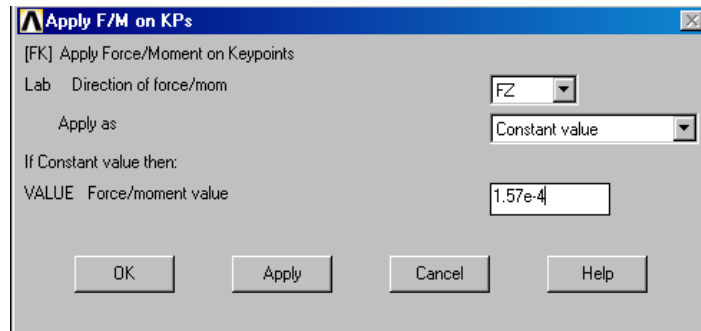 Apply F/M on KPs
[FK] Apply Force/Moment on Keypoints
Lab Direction of force/mom FZ
Apply as Constant value
If Constant value then:
VALUE Force/moment value 1.57e-4
OK Apply Cancel Help